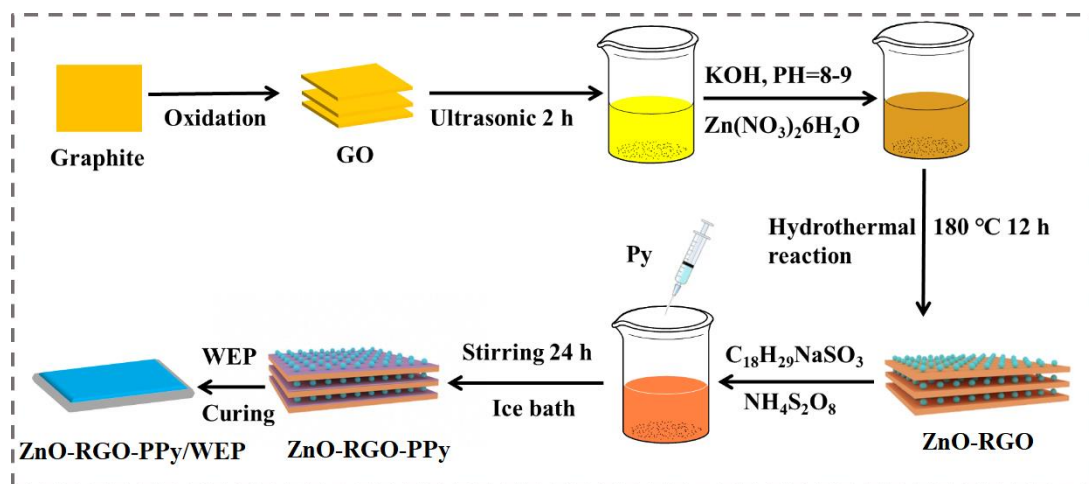 Graphite
Oxidation
GO
Ultrasonic 2 h
KOH, PH=8-9
Zn(NO₃)₂6H₂O
Hydrothermal
reaction
180 ℃ 12 h
ZnO-RGO
C₁₈H₂₉NaSO₃
NH₄S₂O₈
Py
Stirring 24 h
Ice bath
ZnO-RGO-PPy
WEP
Curing
ZnO-RGO-PPy/WEP